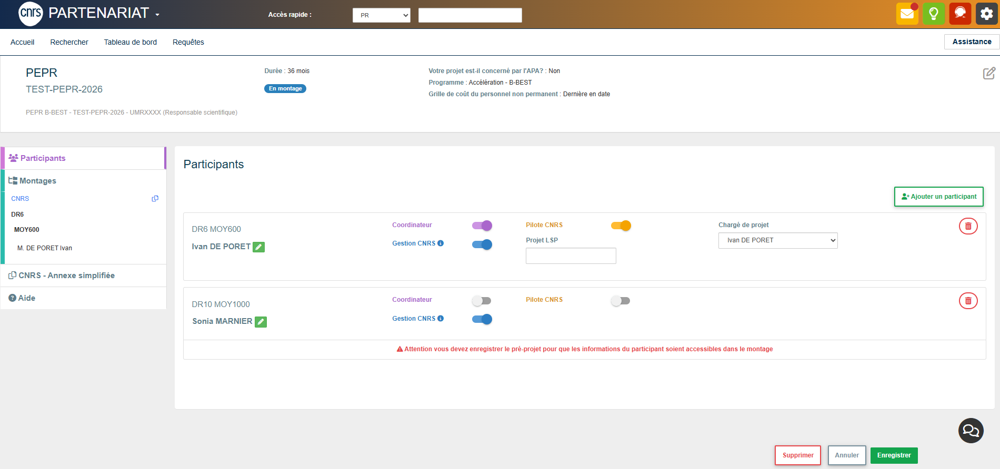 cnrs PARTENARIAT
Accès rapide :
PR
Accueil
Rechercher
Tableau de bord
Requêtes
Assistance
PEPR
TEST-PEPR-2026
PEPR B-BEST - TEST-PEPR-2026 - UMRXXXX (Responsable scientifique)
Durée : 36 mois
En montage
Votre projet est-il concerné par l'APA? : Non
Programme : Accélération - B-BEST
Grille de coût du personnel non permanent : Dernière en date
Participants
Montages
CNRS
DR6
MOY600
M. DE PORET Ivan
CNRS - Annexe simplifiée
Aide
Participants
Ajouter un participant
DR6 MOY600
Ivan DE PORET
Coordinateur
Gestion CNRS
Pilote CNRS
Projet LSP
Chargé de projet
Ivan DE PORET
DR10 MOY1000
Sonia MARNIER
Coordinateur
Gestion CNRS
Pilote CNRS
Attention vous devez enregistrer le pré-projet pour que les informations du participant soient accessibles dans le montage
Supprimer
Annuler
Enregistrer